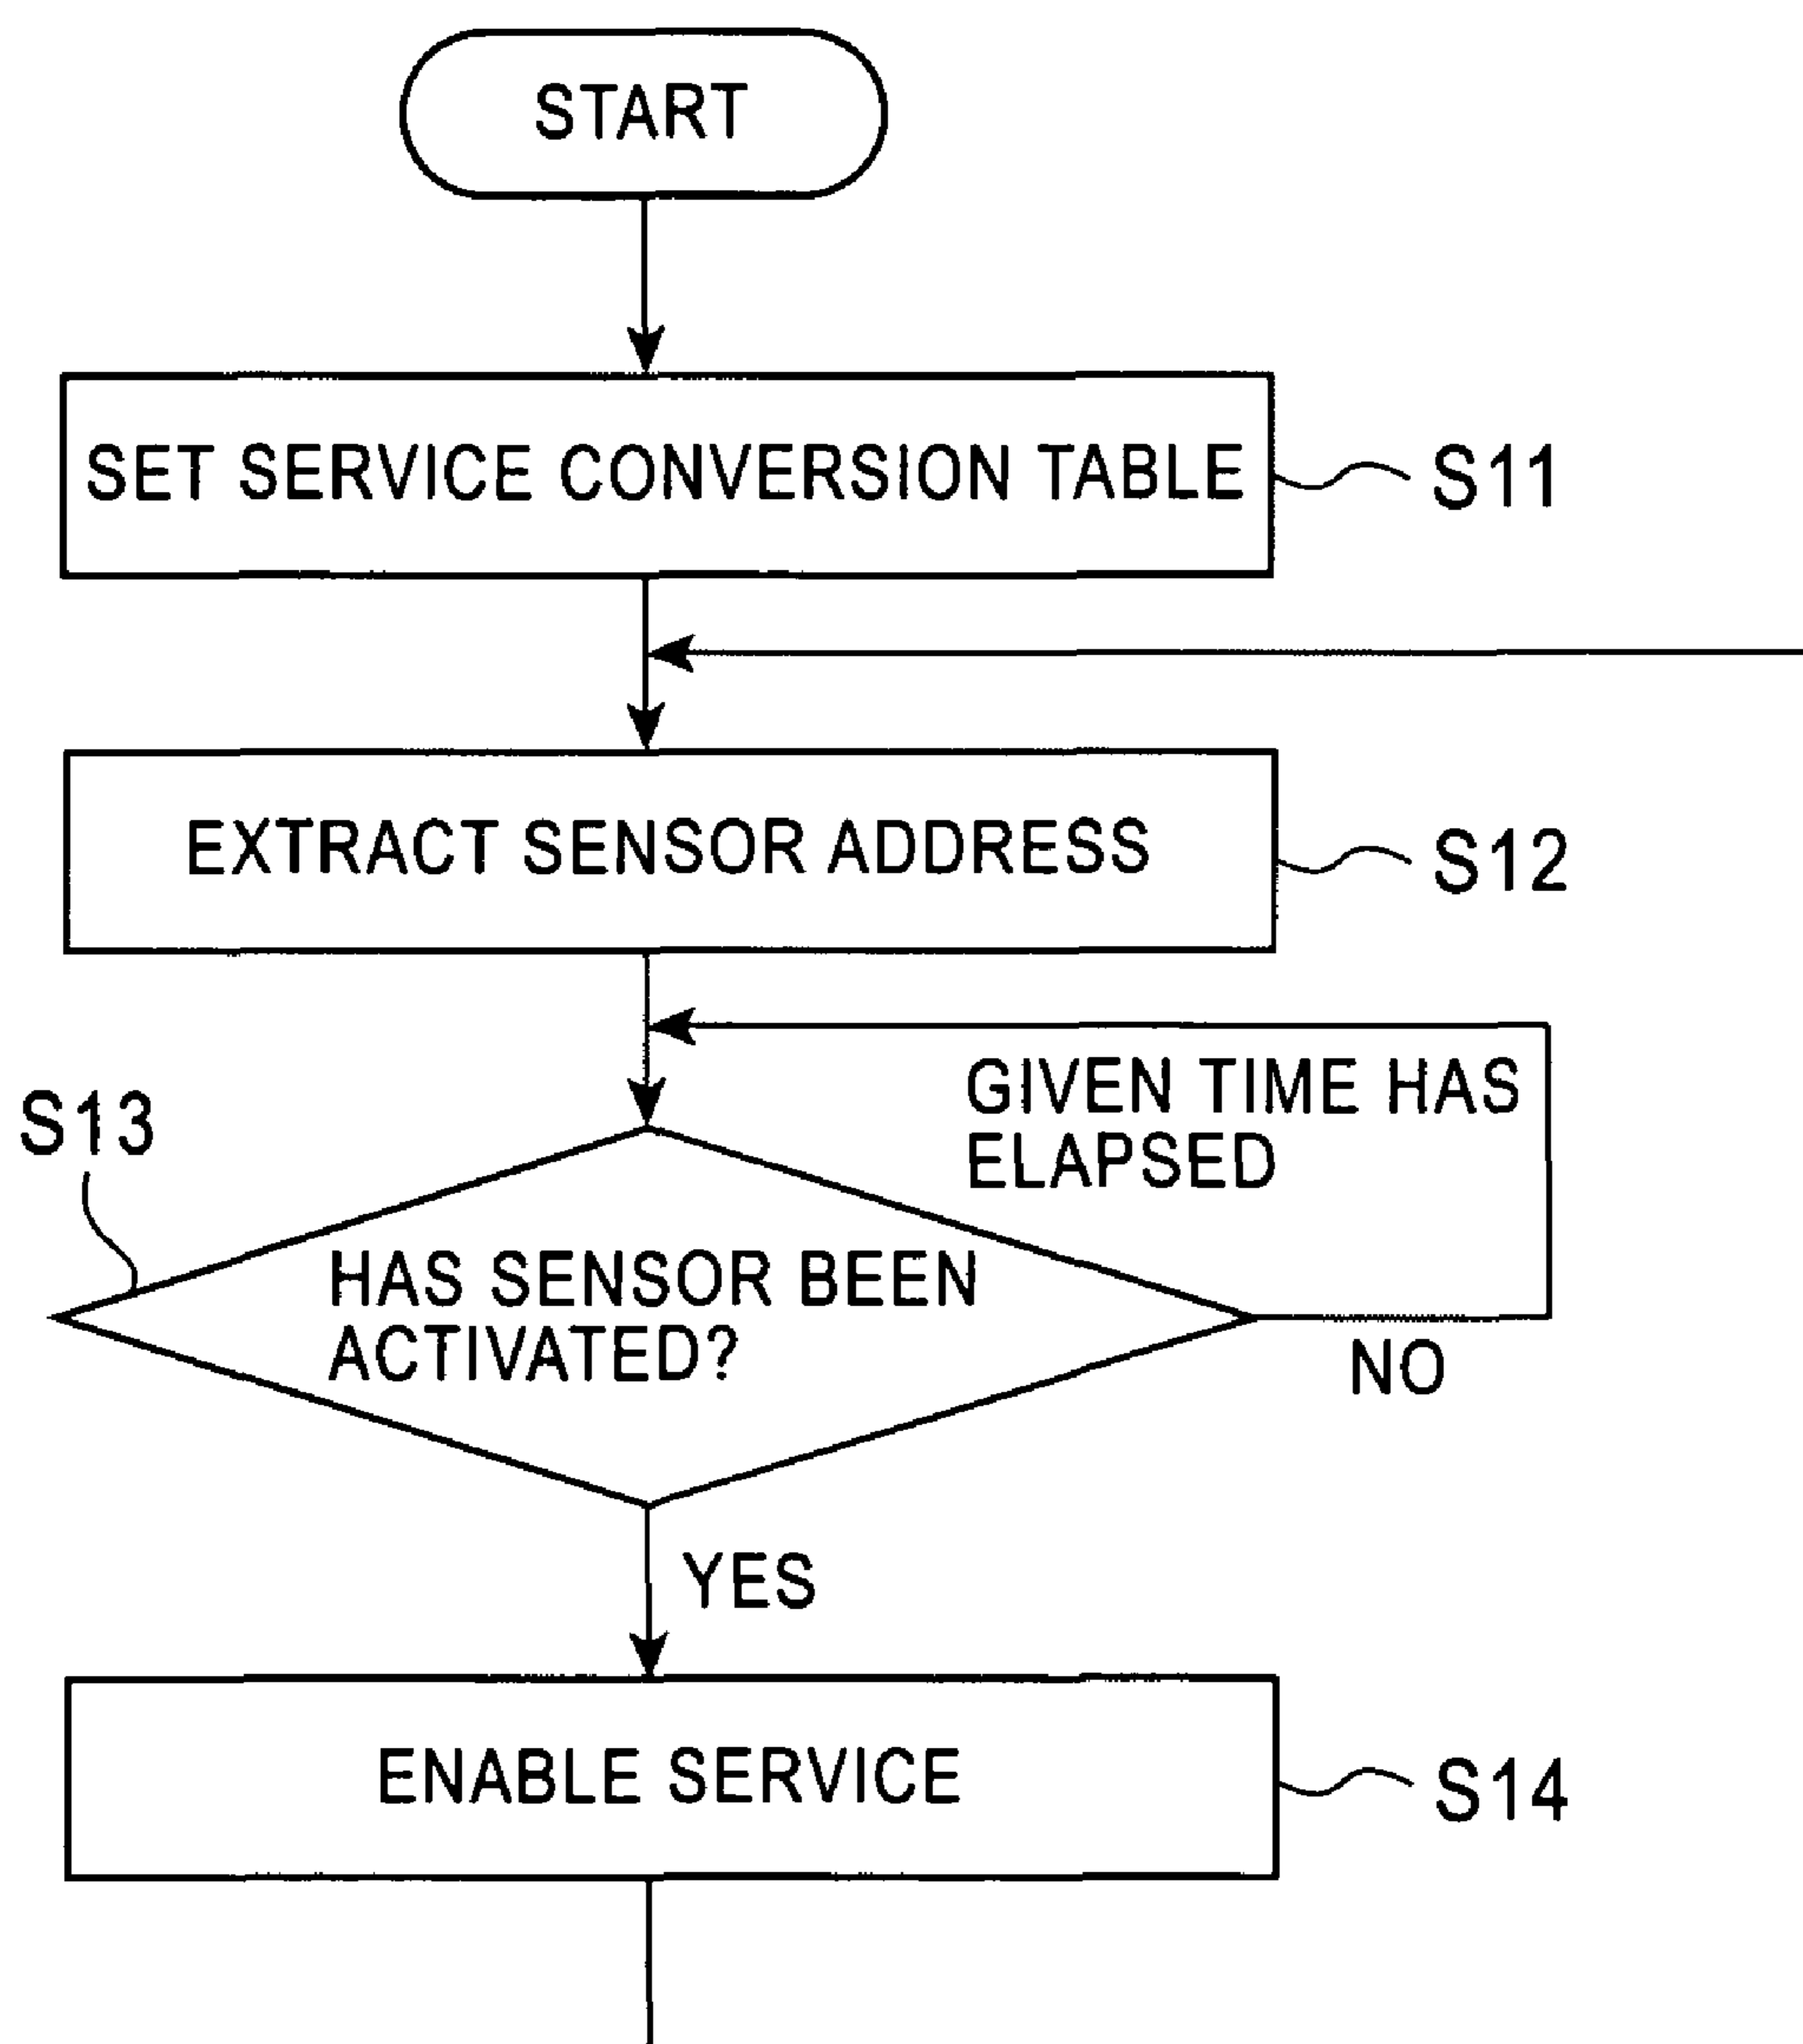 START
SET SERVICE CONVERSION TABLE
S11
EXTRACT SENSOR ADDRESS
S12
GIVEN TIME HAS
ELAPSED
S13
HAS SENSOR BEEN
ACTIVATED?
NO
YES
ENABLE SERVICE
S14